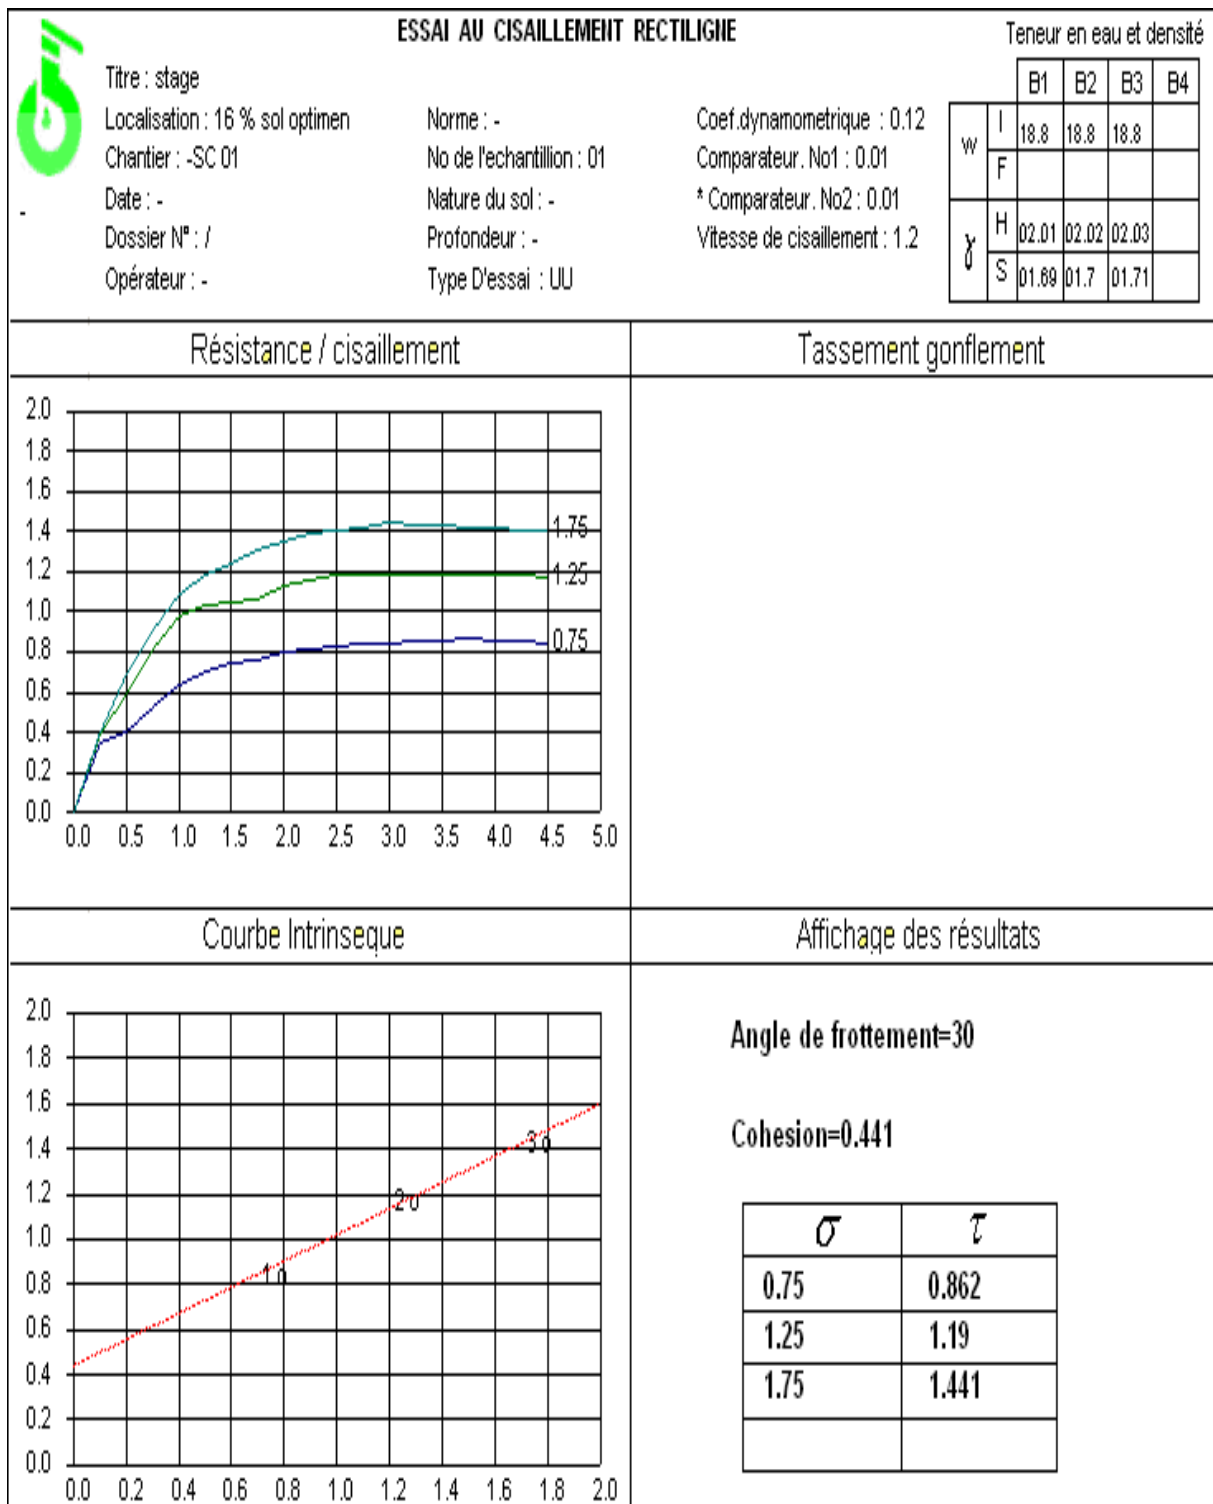 ESSAI AU CISAILLEMENT RECTILIGNE
Teneur en eau et densité
Titre : stage
Localisation : 16 % sol optimen
Chantier : -SC 01
Date : -
Dossier N° : /
Opérateur : -
Norme : -
No de l'echantillion : 01
Nature du sol : -
Profondeur : -
Type D'essai : UU
Coef.dynamometrique : 0.12
Comparateur. No1 : 0.01
* Comparateur. No2 : 0.01
Vitesse de cisaillement : 1.2
B1 B2 B3 B4
W I 18.8 18.8 18.8
F
ɣ H 02.01 02.02 02.03
S 01.69 01.7 01.71
-
Résistance / cisaillement
2.0
1.8
1.6
1.4
1.2
1.0
0.8
0.6
0.4
0.2
0.0
1.75
1.25
0.75
0.0 0.5 1.0 1.5 2.0 2.5 3.0 3.5 4.0 4.5 5.0
Tassement gonflement
Courbe Intrinseque
2.0
1.8
1.6
1.4
1.2
1.0
0.8
0.6
0.4
0.2
0.0
3 o
2 o
1 o
0.0 0.2 0.4 0.6 0.8 1.0 1.2 1.4 1.6 1.8 2.0
Affichage des résultats
Angle de frottement=30
Cohesion=0.441
σ τ
0.75 0.862
1.25 1.19
1.75 1.441